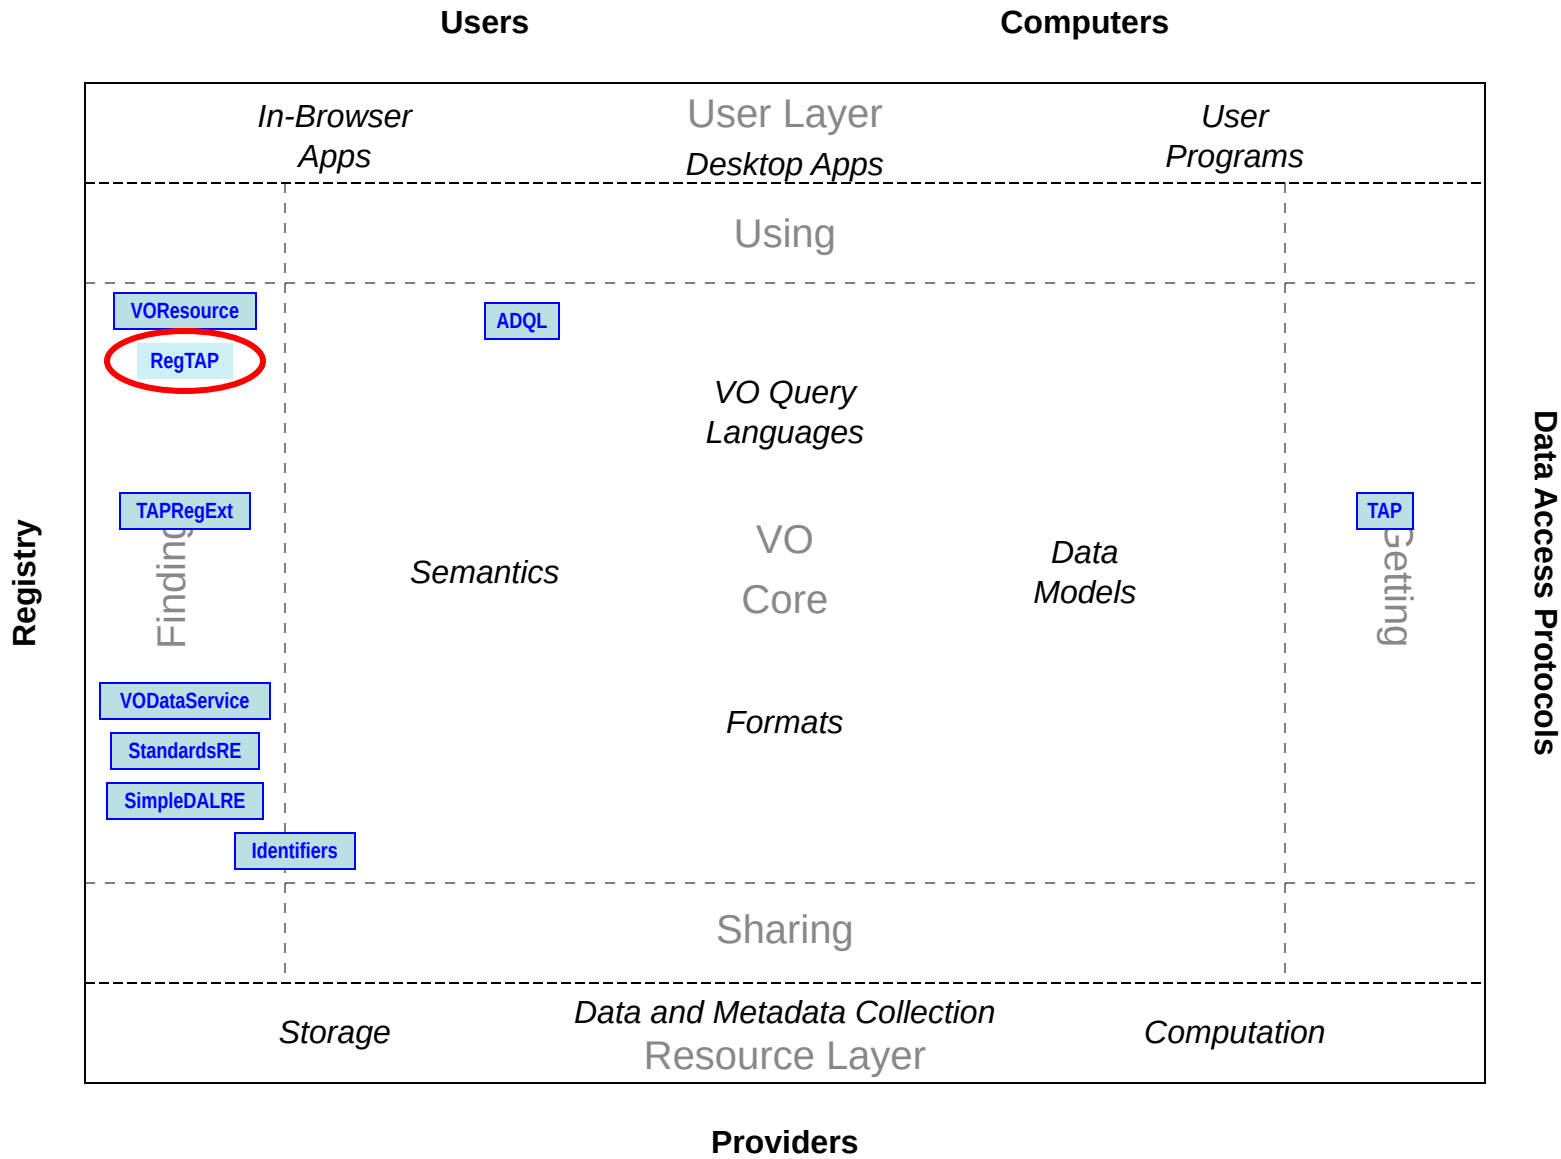 Users
Computers
In-Browser
Apps
User Layer
Desktop Apps
User
Programs
Using
VOResource
RegTAP
ADQL
VO Query
Languages
Registry
Finding
TAPRegExt
Semantics
VO
Core
Data
Models
TAP
Getting
Data Access Protocols
VODataService
StandardsRE
SimpleDALRE
Identifiers
Formats
Sharing
Storage
Data and Metadata Collection
Resource Layer
Computation
Providers